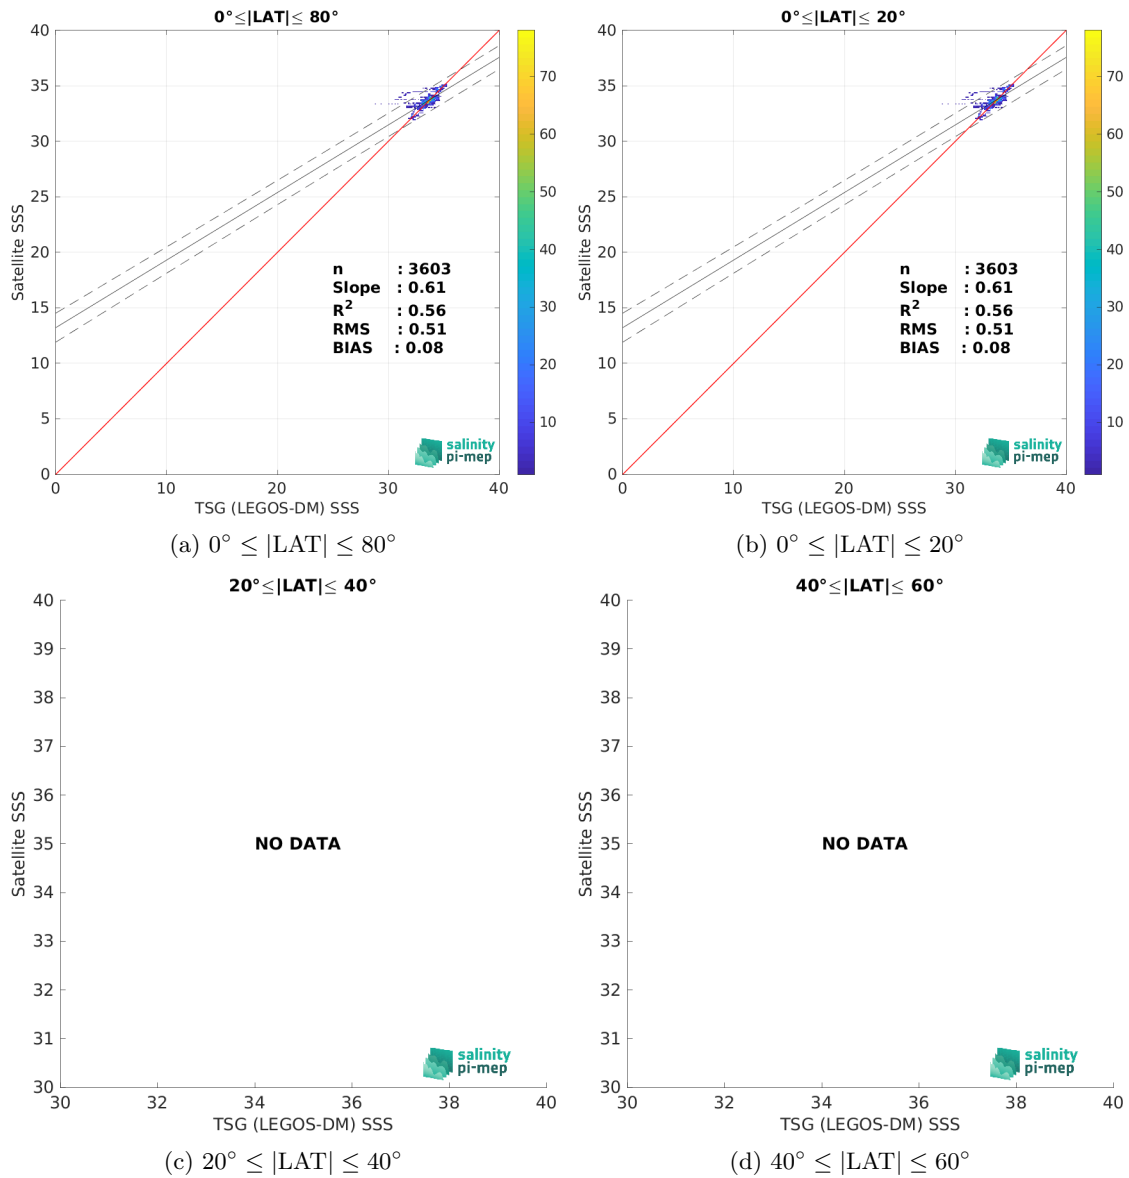 0°≤|LAT|≤ 80°
40
35
30
25
20
15
10
5
0
Satellite SSS
0
10
20
30
40
TSG (LEGOS-DM) SSS
70
60
50
40
30
20
10
n : 3603
Slope : 0.61
R² : 0.56
RMS : 0.51
BIAS : 0.08
salinity
pi-mep
(a) 0° ≤ |LAT| ≤ 80°
0°≤|LAT|≤ 20°
40
35
30
25
20
15
10
5
0
Satellite SSS
0
10
20
30
40
TSG (LEGOS-DM) SSS
70
60
50
40
30
20
10
n : 3603
Slope : 0.61
R² : 0.56
RMS : 0.51
BIAS : 0.08
salinity
pi-mep
(b) 0° ≤ |LAT| ≤ 20°
20°≤|LAT|≤ 40°
40
39
38
37
36
35
34
33
32
31
30
Satellite SSS
NO DATA
salinity
pi-mep
30
32
34
36
38
40
TSG (LEGOS-DM) SSS
(c) 20° ≤ |LAT| ≤ 40°
40°≤|LAT|≤ 60°
40
39
38
37
36
35
34
33
32
31
30
Satellite SSS
NO DATA
salinity
pi-mep
30
32
34
36
38
40
TSG (LEGOS-DM) SSS
(d) 40° ≤ |LAT| ≤ 60°